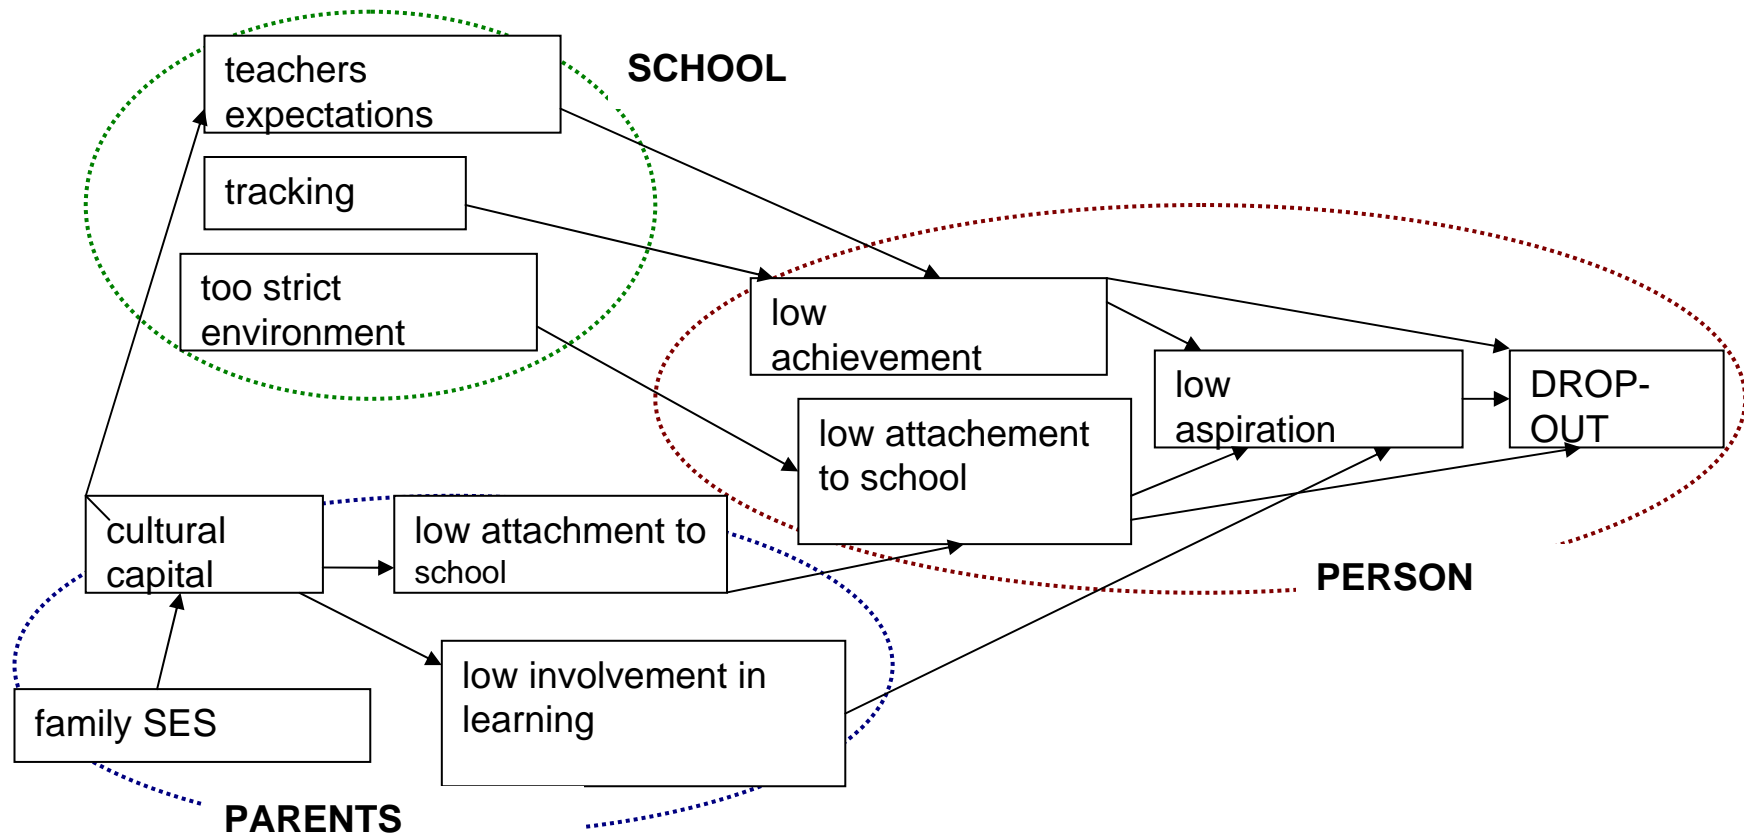 teachers
expectations
SCHOOL
tracking
too strict
environment
low
achievement
low
aspiration
DROP-
OUT
low attachement
to school
PERSON
cultural
capital
low attachment to
school
low involvement in
learning
family SES
PARENTS